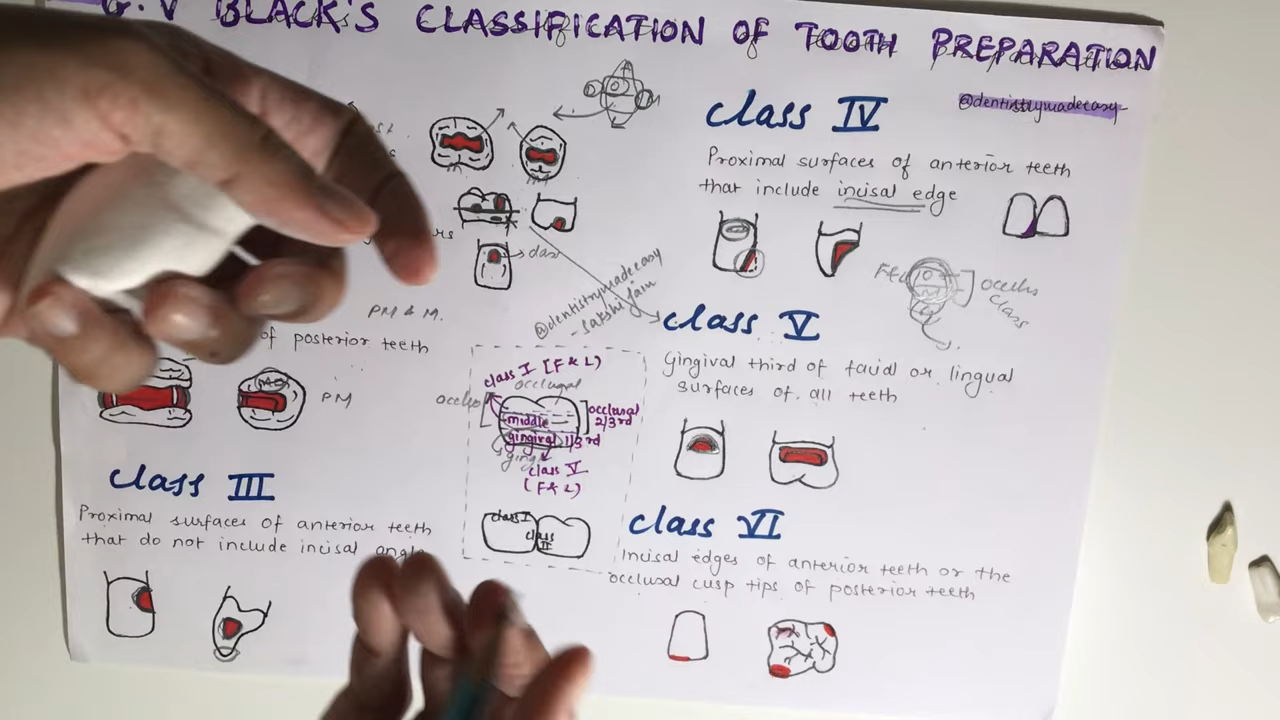 G.V BLACK'S CLASSIFICATION OF TOOTH PREPARATION
@dentistrymadeeasy
PM & M.
of posterior teeth
PM
class III
Proximal surfaces of anterior teeth
that do not include incisal angle
@dentistrymadeeasy
- sakshi jain
class I [F & L)
occlusal
occlusal
2/3rd
middle
gingival 1/3rd
class V
(F & L)
class I
class
II
class IV
Proximal surfaces of anterior teeth
that include incisal edge
occlus
class
class V
Gingival third of facial or lingual
surfaces of all teeth
class VI
Incisal edges of anterior teeth or the
occlusal cusp tips of posterior teeth